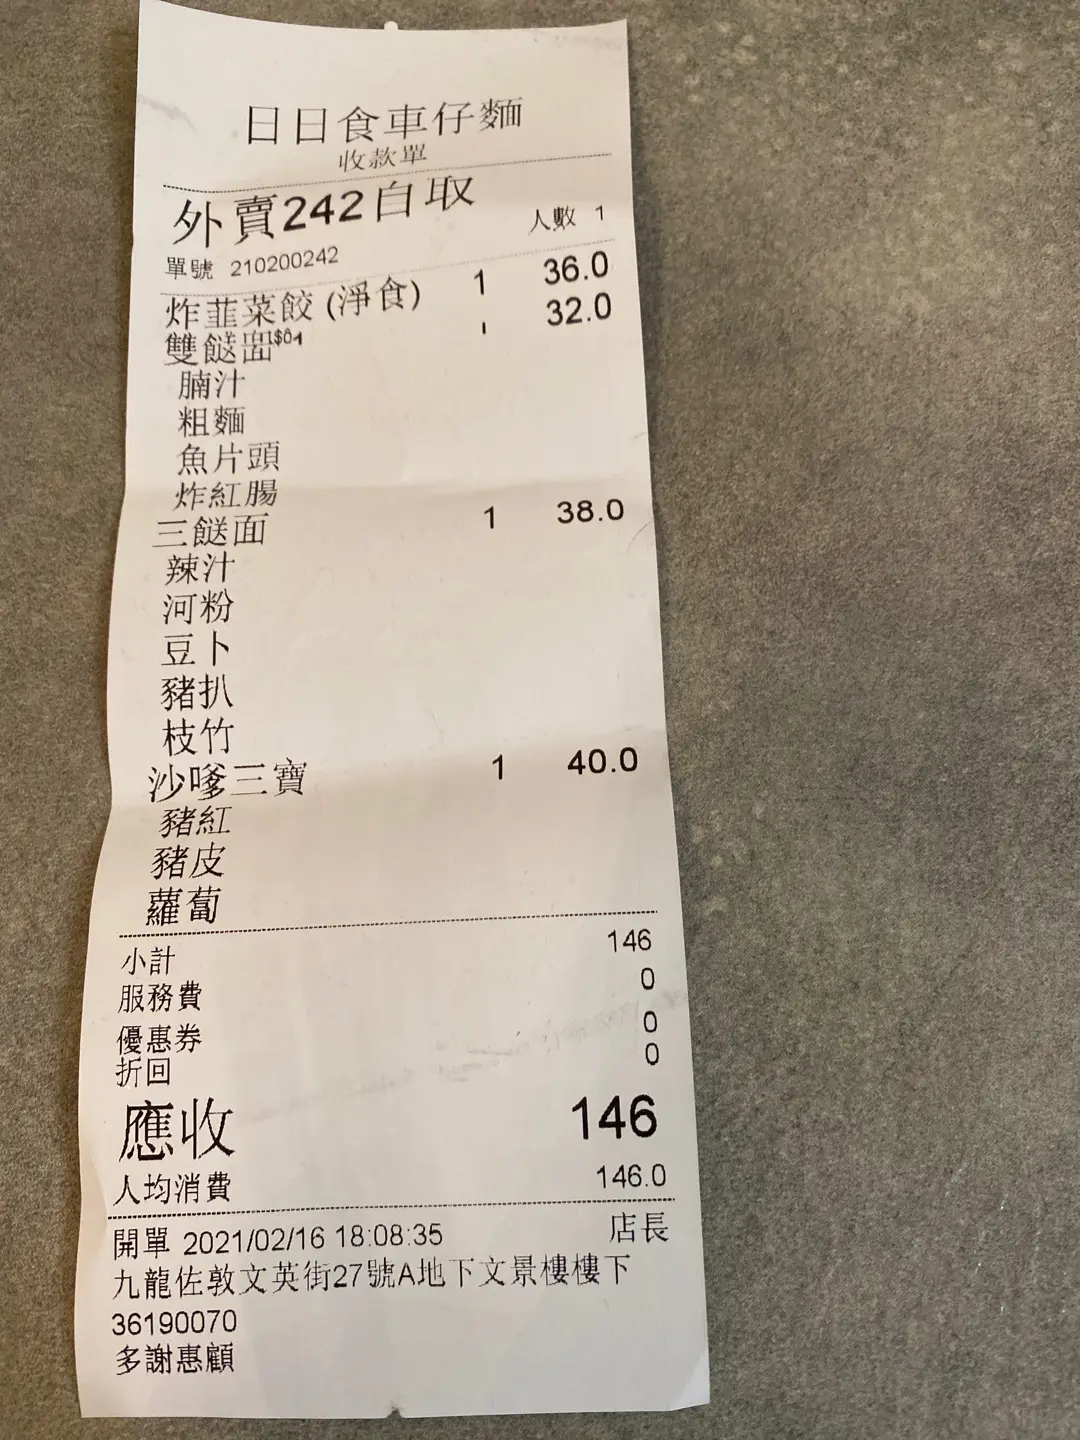 日日食車仔麵
收款單
外賣242自取 人數 1
單號 210200242
炸韮菜餃 (淨食) 1 36.0
雙餸面 1 32.0
腩汁
粗麵
魚片頭
炸紅腸
三餸面 1 38.0
辣汁
河粉
豆卜
豬扒
枝竹
沙嗲三寶 1 40.0
豬紅
豬皮
蘿蔔
小計 146
服務費 0
優惠券 0
折回 0
應收 146
人均消費 146.0
開單 2021/02/16 18:08:35 店長
九龍佐敦文英街27號A地下文景樓樓下
36190070
多謝惠顧